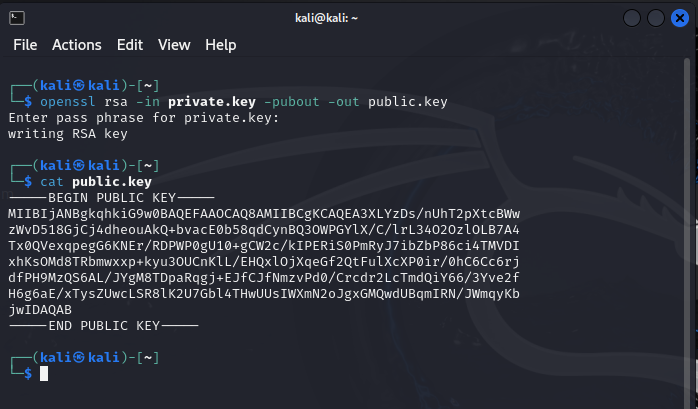 kali@kali: ~
File Actions Edit View Help
┌──(kali㉿kali)-[~]
└─$ openssl rsa -in private.key -pubout -out public.key
Enter pass phrase for private.key:
writing RSA key
┌──(kali㉿kali)-[~]
└─$ cat public.key
-----BEGIN PUBLIC KEY-----
MIIBIjANBgkqhkiG9w0BAQEFAAOCAQ8AMIIBCgKCAQEA3XLYzDs/nUhT2pXtcBWw
zWvD518GjCj4dheouAkQ+bvacE0b58qdCynBQ3OWPGYlX/C/lrL34O2OzlOLB7A4
Tx0QVexqpegG6KNEr/RDPWP0gU10+gCW2c/kIPERiS0PmRyJ7ibZbP86ci4TMVDI
xhKsOMd8TRbmwxxp+kyu3OUCnKlL/EHQxlOjXqeGf2QtFulXcXP0ir/0hC6Cc6rj
dfPH9MzQS6AL/JYgM8TDpaRqgj+EJfCJfNmzvPd0/Crcdr2LcTmdQiY66/3Yve2f
H6g6aE/xTysZUwcLSR8lK2U7Gbl4THwUUsIWXmN2oJgxGMQwdUBqmIRN/JWmqyKb
jwIDAQAB
-----END PUBLIC KEY-----
┌──(kali㉿kali)-[~]
└─$